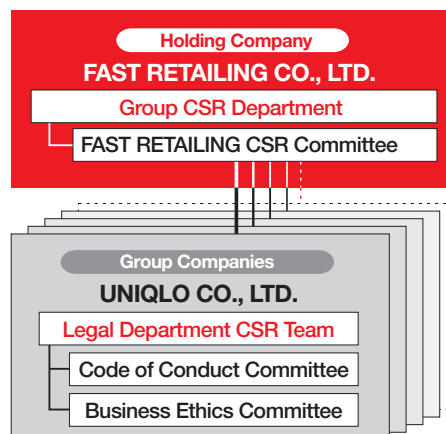 Holding Company
FAST RETAILING CO., LTD.
Group CSR Department
FAST RETAILING CSR Committee
Group Companies
UNIQLO CO., LTD.
Legal Department CSR Team
Code of Conduct Committee
Business Ethics Committee